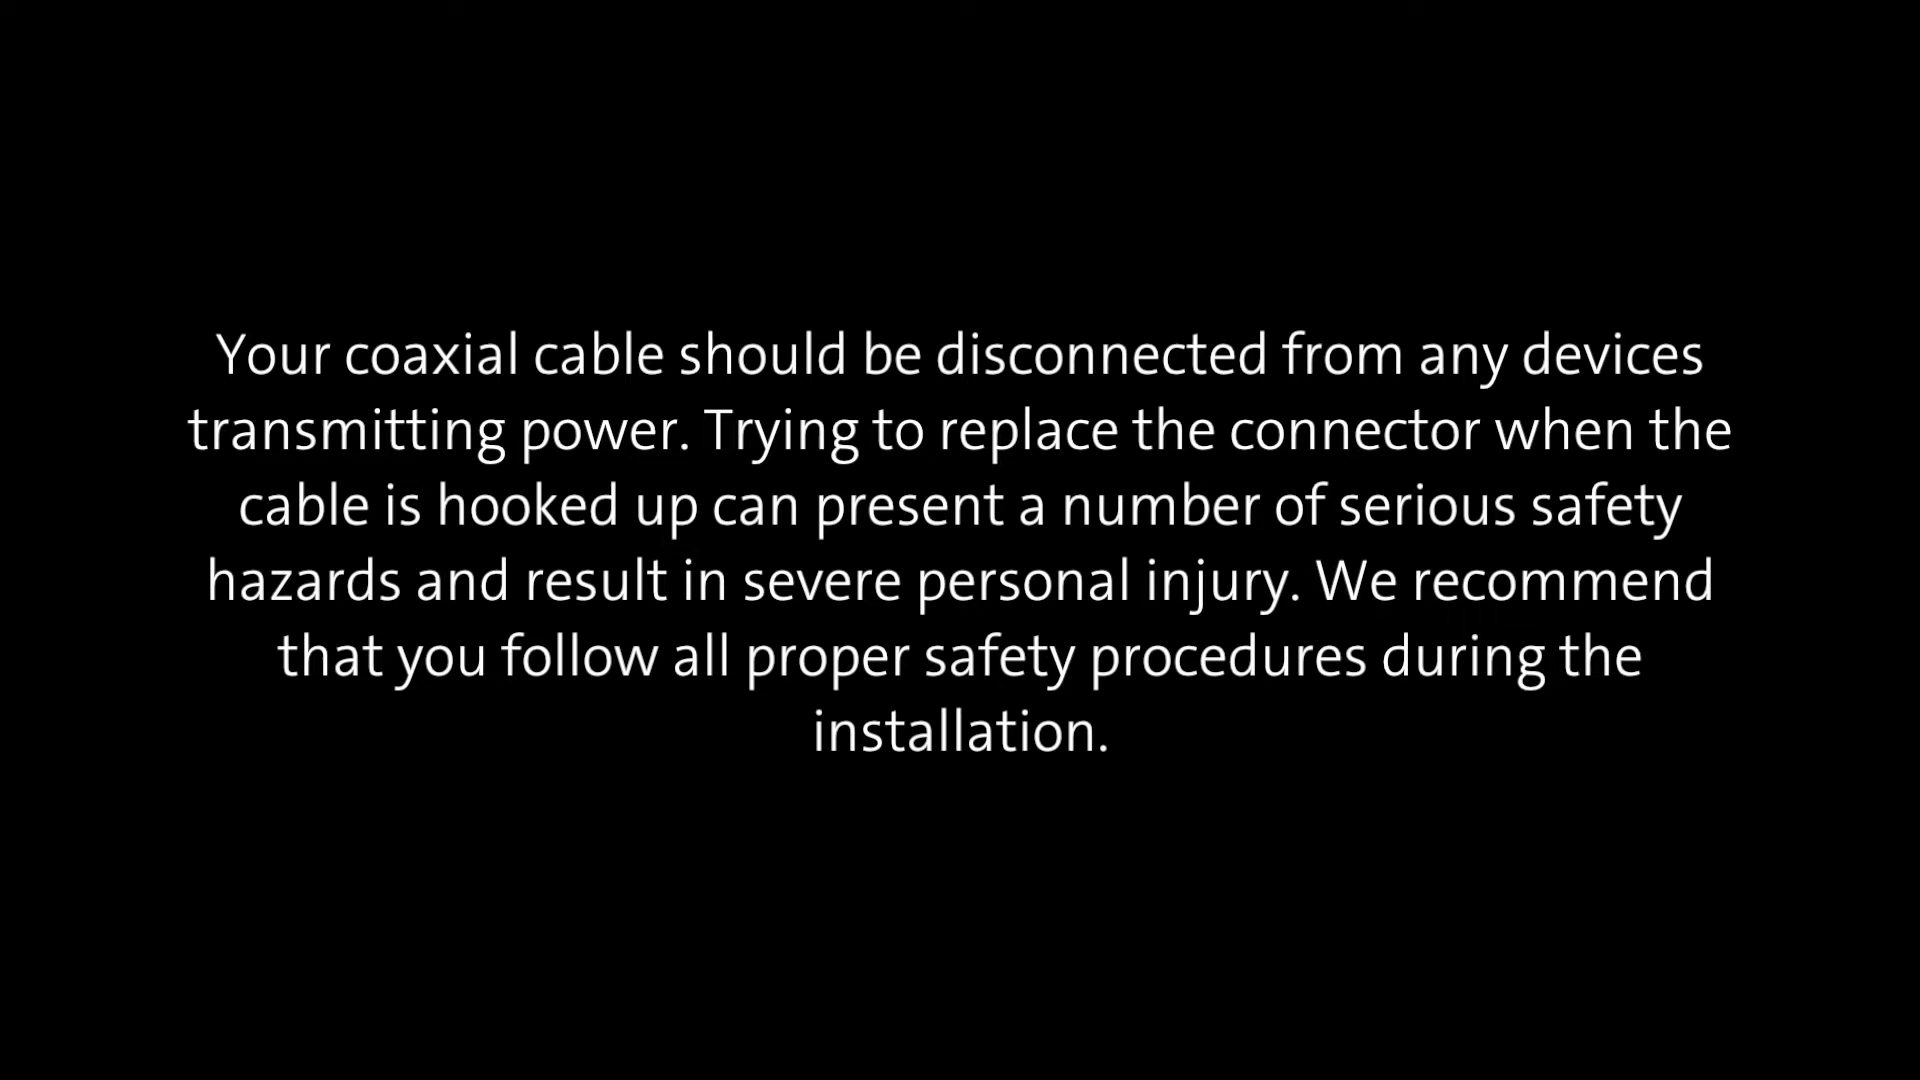 Your coaxial cable should be disconnected from any devices
transmitting power. Trying to replace the connector when the
cable is hooked up can present a number of serious safety
hazards and result in severe personal injury. We recommend
that you follow all proper safety procedures during the
installation.